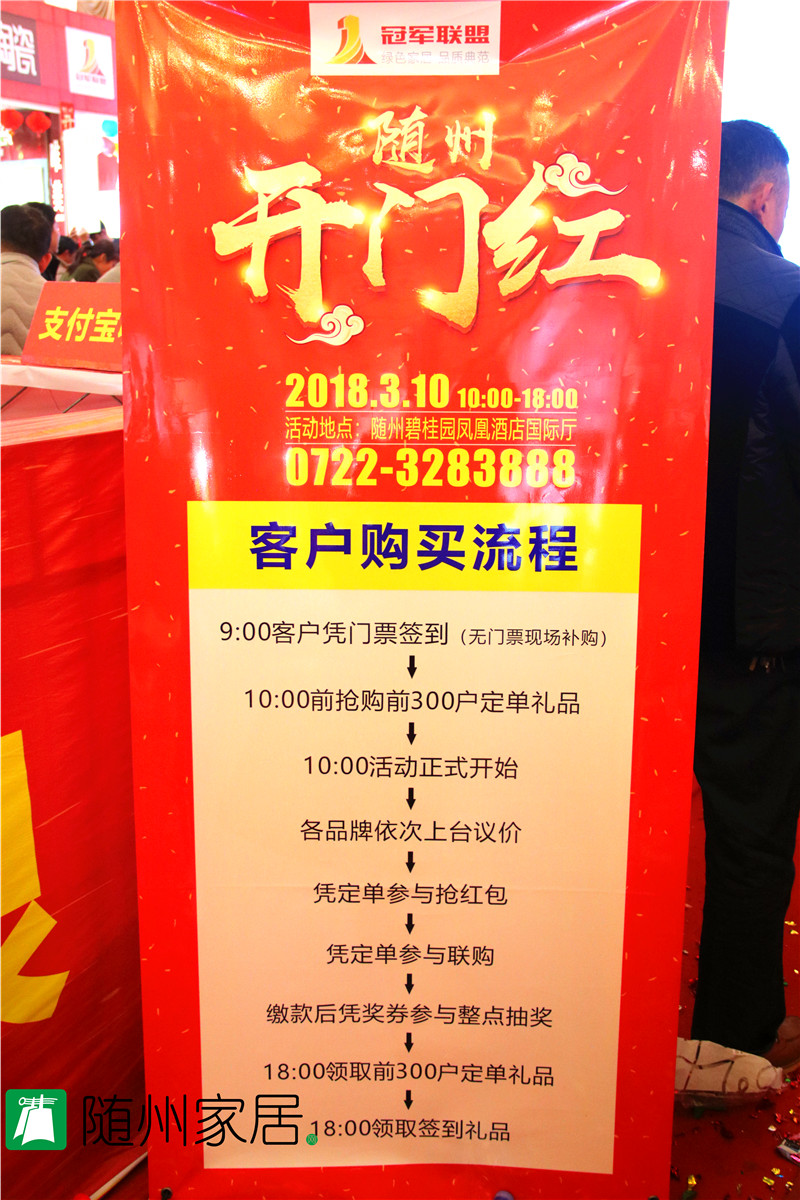 冠军联盟
绿色家居 品质典范
陶瓷
冠军联盟
随州
开门红
支付宝
2018.3.10 10:00-18:00
活动地点：随州碧桂园凤凰酒店国际厅
0722-3283888
客户购买流程
9:00客户凭门票签到（无门票现场补购）
10:00前抢购前300户定单礼品
10:00活动正式开始
各品牌依次上台议价
凭定单参与抢红包
凭定单参与联购
缴款后凭奖券参与整点抽奖
18:00领取前300户定单礼品
18:00领取签到礼品
随州家居